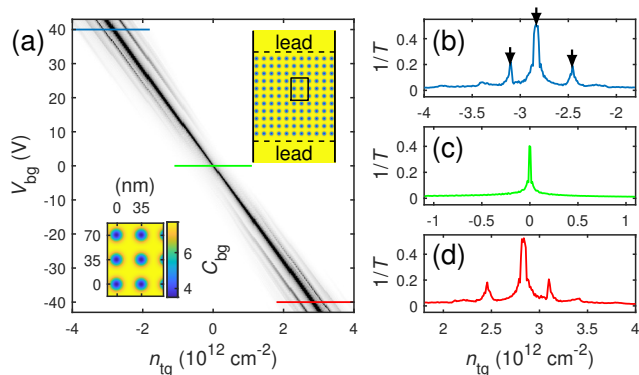 (a)
lead
lead
(nm)
0 35
70
35
0
6
4
C_bg
40
30
20
10
0
-10
-20
-30
-40
V_bg (V)
-4 -2 0 2 4
n_tg (10^12 cm^-2)
(b)
0.4
0.2
0
1/T
-4 -3.5 -3 -2.5 -2
(c)
0.4
0.2
0
1/T
-1 -0.5 0 0.5 1
(d)
0.4
0.2
0
1/T
2 2.5 3 3.5 4
n_tg (10^12 cm^-2)